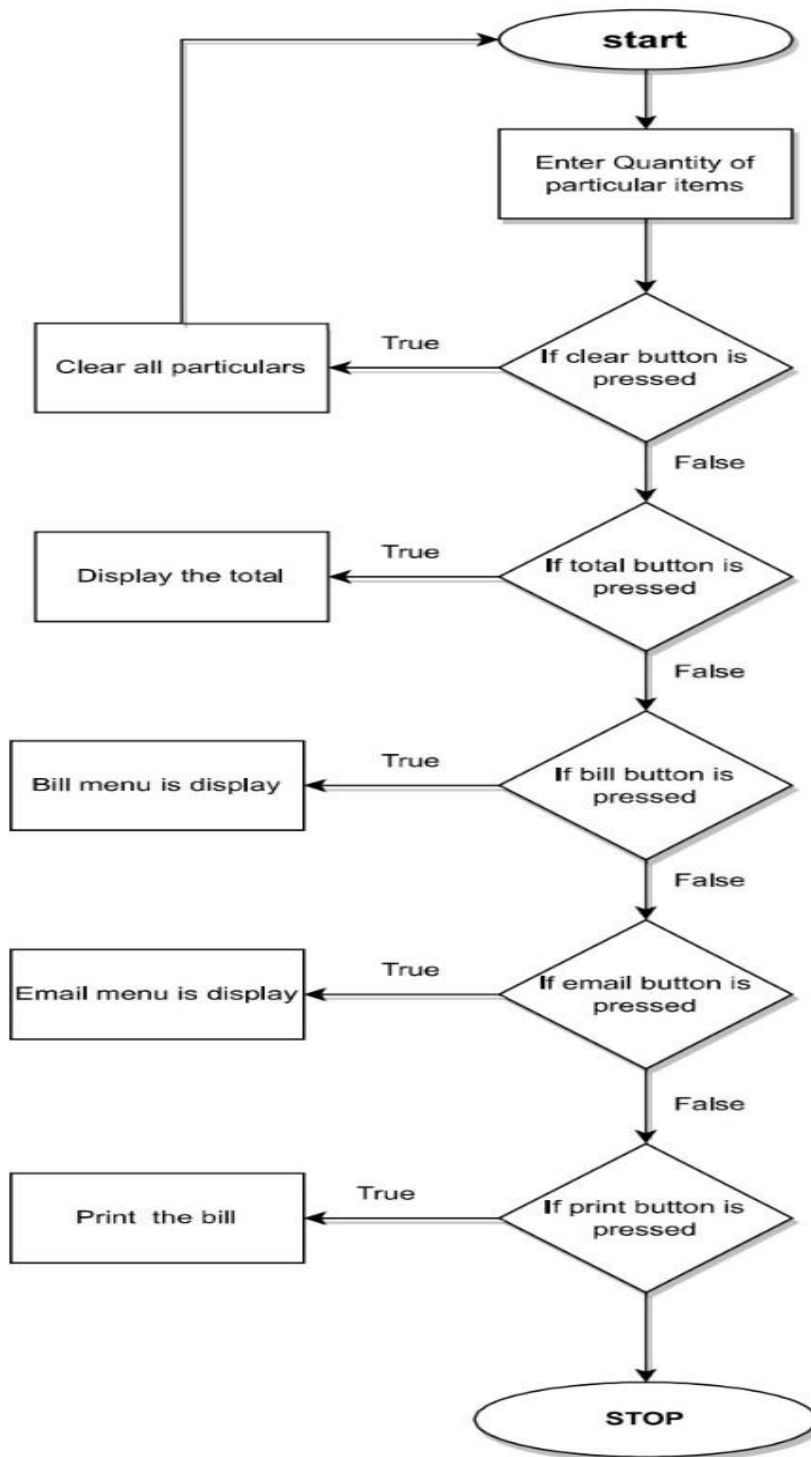 start
Enter Quantity of
particular items
If clear button is
pressed
True
Clear all particulars
False
If total button is
pressed
True
Display the total
False
If bill button is
pressed
True
Bill menu is display
False
If email button is
pressed
True
Email menu is display
False
If print button is
pressed
True
Print the bill
STOP